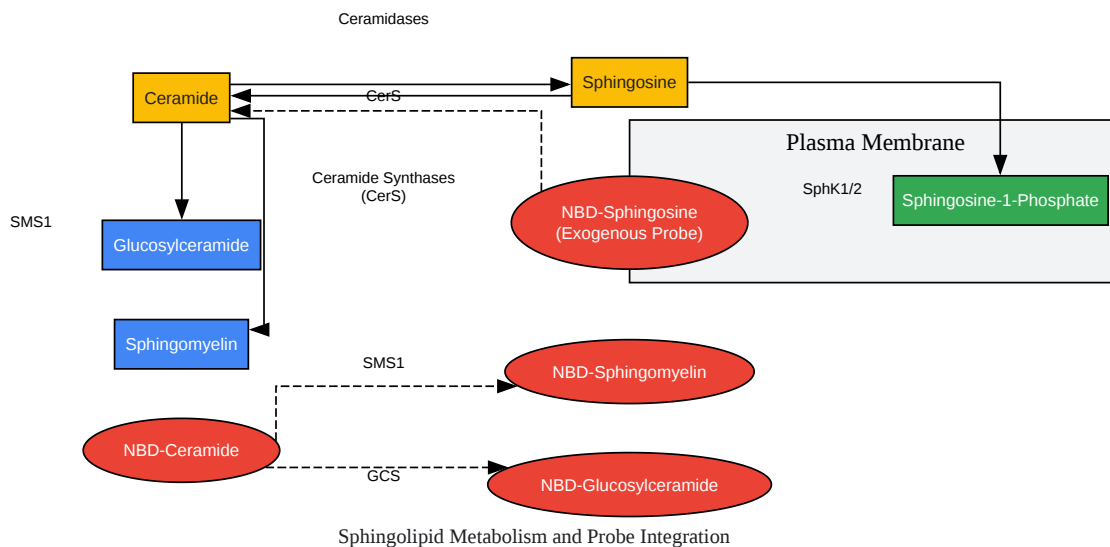 Ceramidases
Sphingosine
Ceramide
CerS
Plasma Membrane
Ceramide Synthases
(CerS)
SphK1/2
Sphingosine-1-Phosphate
NBD-Sphingosine
(Exogenous Probe)
SMS1
Glucosylceramide
Sphingomyelin
SMS1
NBD-Sphingomyelin
NBD-Ceramide
GCS
NBD-Glucosylceramide
Sphingolipid Metabolism and Probe Integration